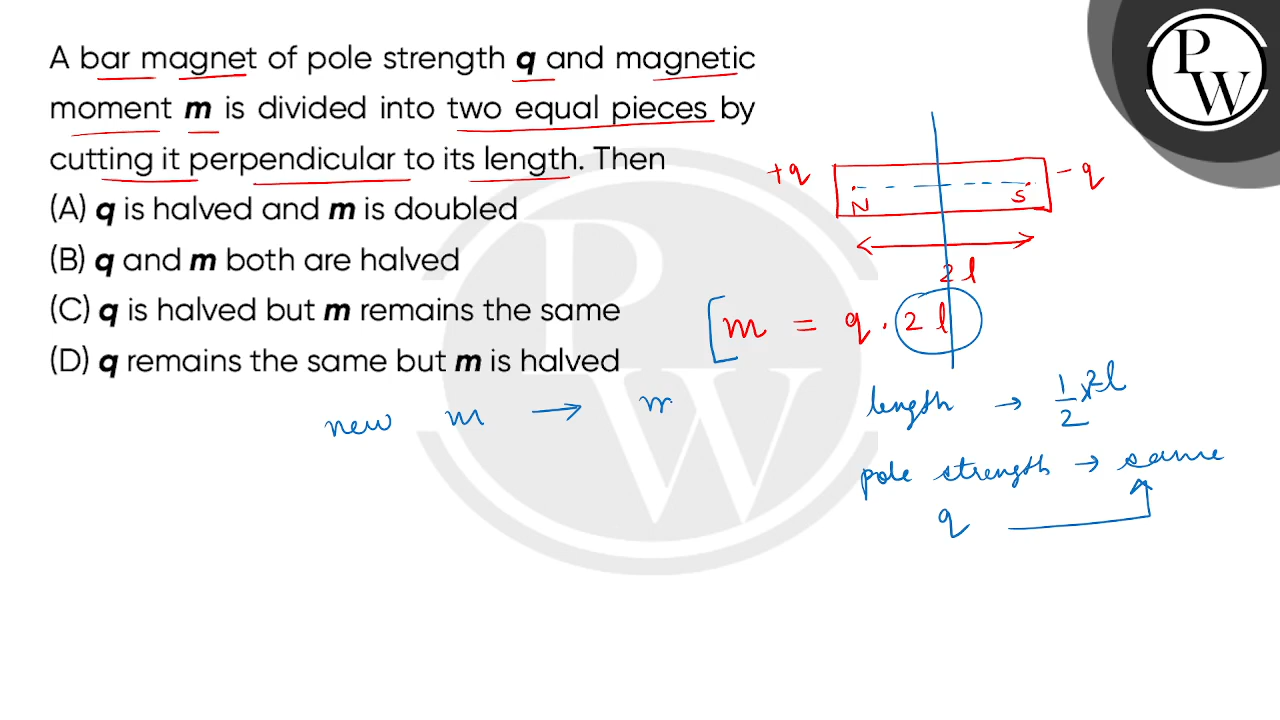 A bar magnet of pole strength q and magnetic
moment m is divided into two equal pieces by
cutting it perpendicular to its length. Then
(A) q is halved and m is doubled
(B) q and m both are halved
(C) q is halved but m remains the same
(D) q remains the same but m is halved
new m → m
P
W
+q
-q
N
S
2l
m = q · 2l
length → 1/2 × 2l
pole strength → same
q
P
W